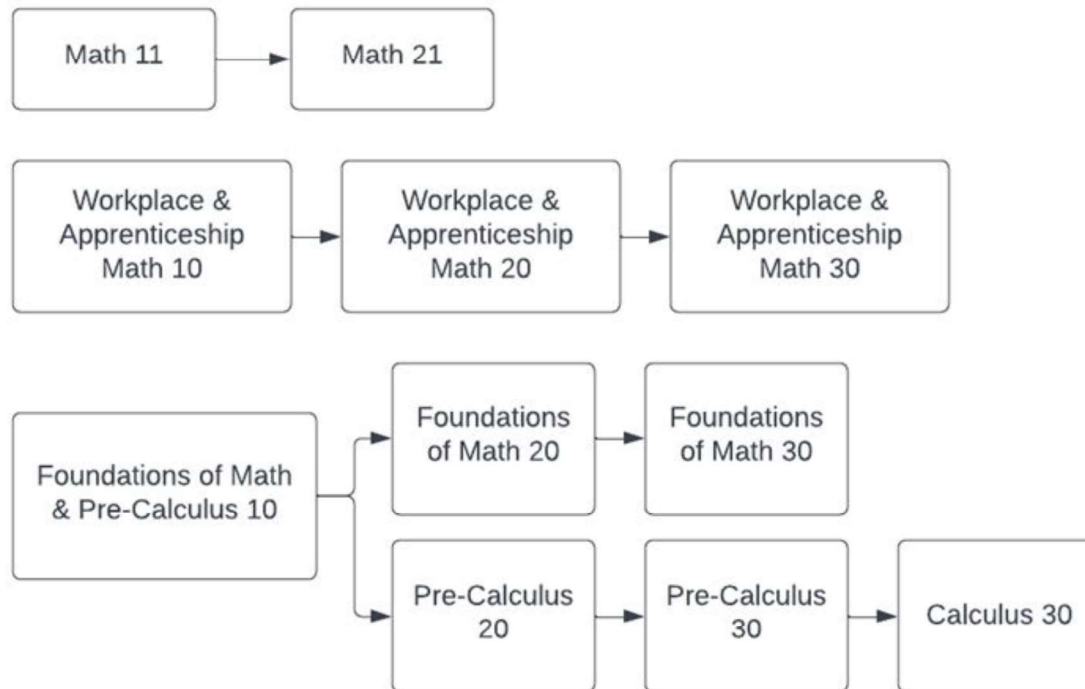 Math 11
Math 21
Workplace &
Apprenticeship
Math 10
Workplace &
Apprenticeship
Math 20
Workplace &
Apprenticeship
Math 30
Foundations of Math
& Pre-Calculus 10
Foundations
of Math 20
Foundations
of Math 30
Pre-Calculus
20
Pre-Calculus
30
Calculus 30